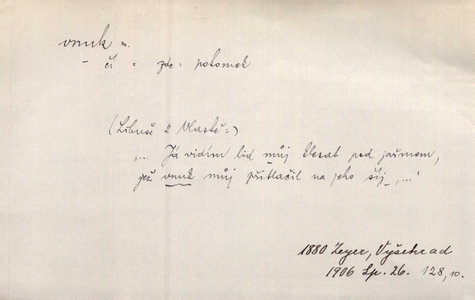 vnuk m.
- čl = zde = potomek
(Libuše k Vlastě:)
„... Já vidím lid můj klesat pod jařmem,
jež vnuk můj přitlačil na jeho šíj, ...‘
1880 Zeyer, Vyšehrad
1906 Sp. 26. 128, 10.